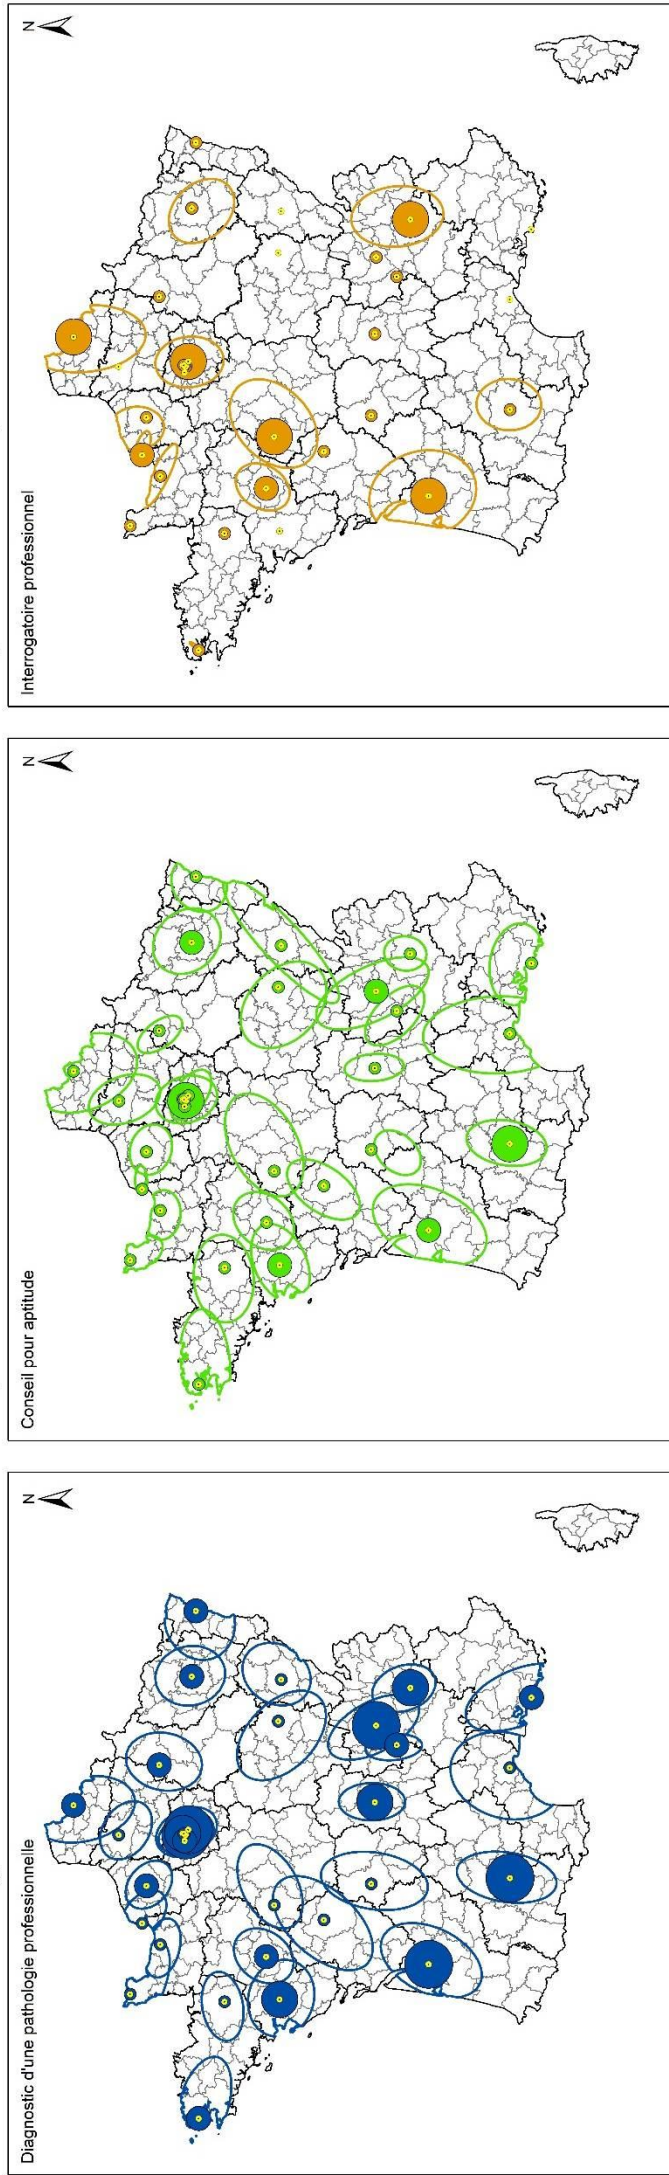 Diagnostic d'une pathologie professionnelle
N
Conseil pour aptitude
N
Interrogatoire professionnel
N